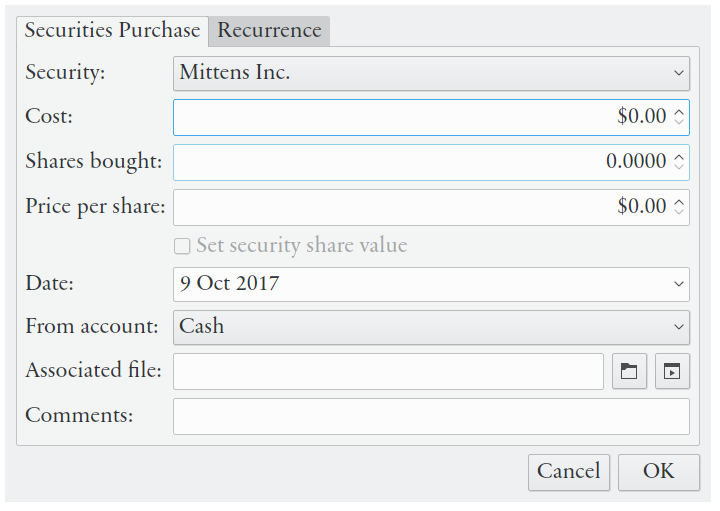 Securities Purchase Recurrence
Security: Mittens Inc.
Cost: $0.00
Shares bought: 0.0000
Price per share: $0.00
Set security share value
Date: 9 Oct 2017
From account: Cash
Associated file:
Comments:
Cancel OK